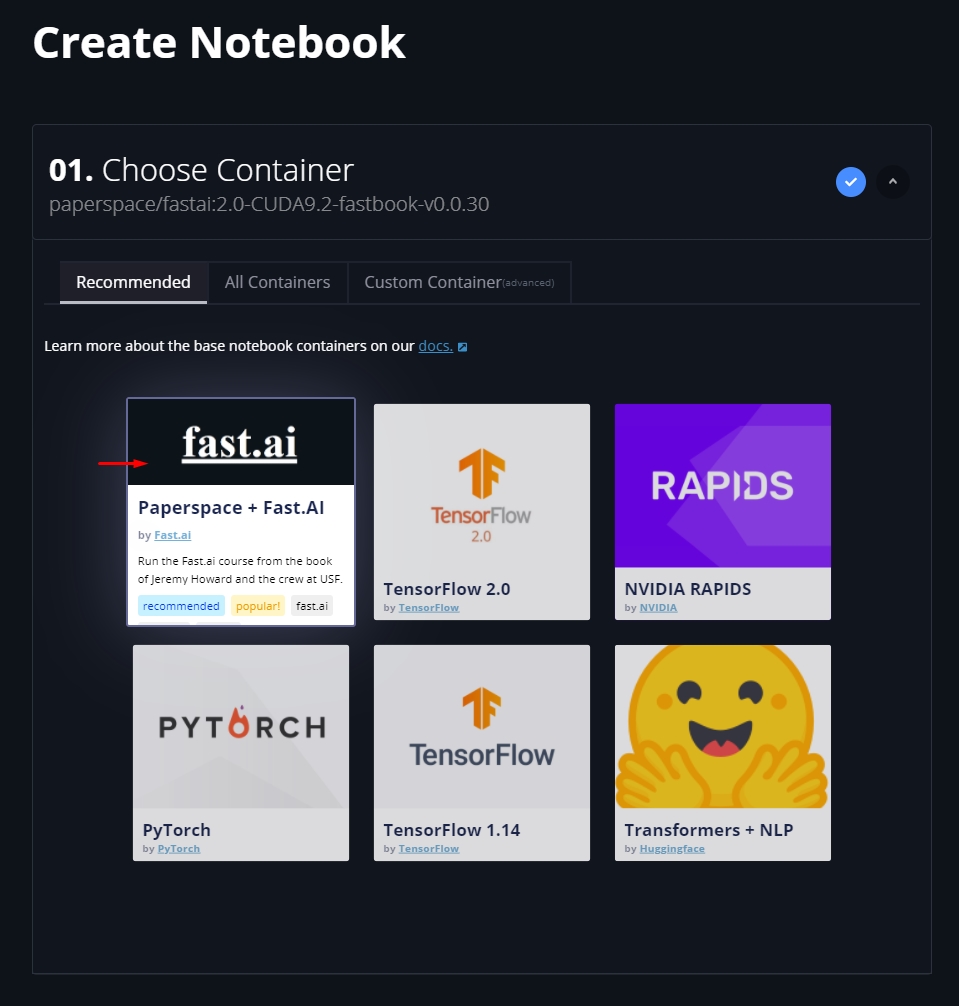 Create Notebook
01. Choose Container
paperspace/fastai:2.0-CUDA9.2-fastbook-v0.0.30
Recommended
All Containers
Custom Container(advanced)
Learn more about the base notebook containers on our docs.
fast.ai
Paperspace + Fast.AI
by Fast.ai
Run the Fast.ai course from the book
of Jeremy Howard and the crew at USF.
recommended popular! fast.ai
TensorFlow
2.0
TensorFlow 2.0
by TensorFlow
RAPIDS
NVIDIA RAPIDS
by NVIDIA
PYTORCH
PyTorch
by PyTorch
TensorFlow
TensorFlow 1.14
by TensorFlow
Transformers + NLP
by Huggingface